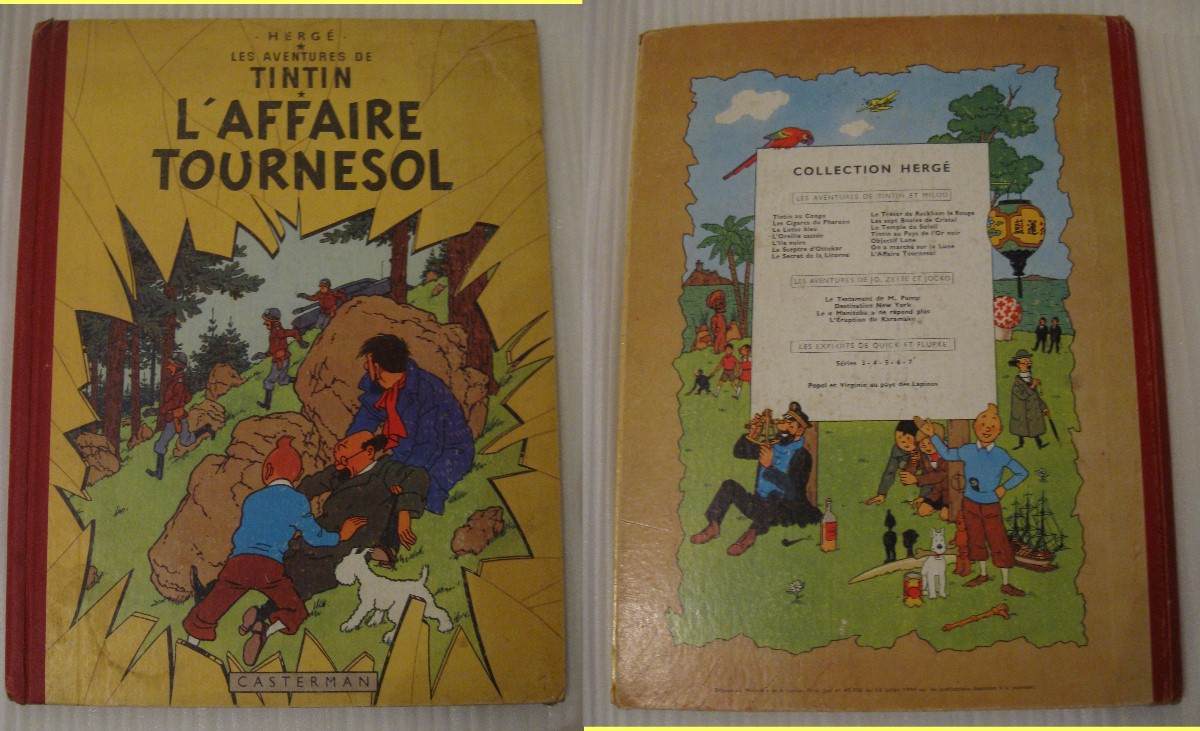 - HERGÉ -
LES AVENTURES DE
TINTIN
L'AFFAIRE
TOURNESOL
CASTERMAN
COLLECTION HERGÉ
LES AVENTURES DE TINTIN ET MILOU
Tintin au Congo
Les Cigares du Pharaon
Le Lotus bleu
L'Oreille cassée
L'Ile noire
Le Sceptre d'Ottokar
Le Secret de la Licorne
Le Trésor de Rackham le Rouge
Les sept Boules de Cristal
Le Temple du Soleil
Tintin au Pays de l'Or noir
Objectif Lune
On a marché sur la Lune
L'Affaire Tournesol
LES AVENTURES DE JO, ZETTE ET JOCKO
Le Testament de M. Pump
Destination New York
Le « Manitoba » ne répond plus
L'Éruption du Karamako
LES EXPLOITS DE QUICK ET FLUPKE
Séries 3 - 4 - 5 - 6 - 7
Popol et Virginie au pays des Lapinos